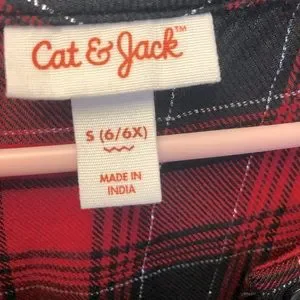 Cat & Jack™
S (6/6X)
MADE IN
INDIA